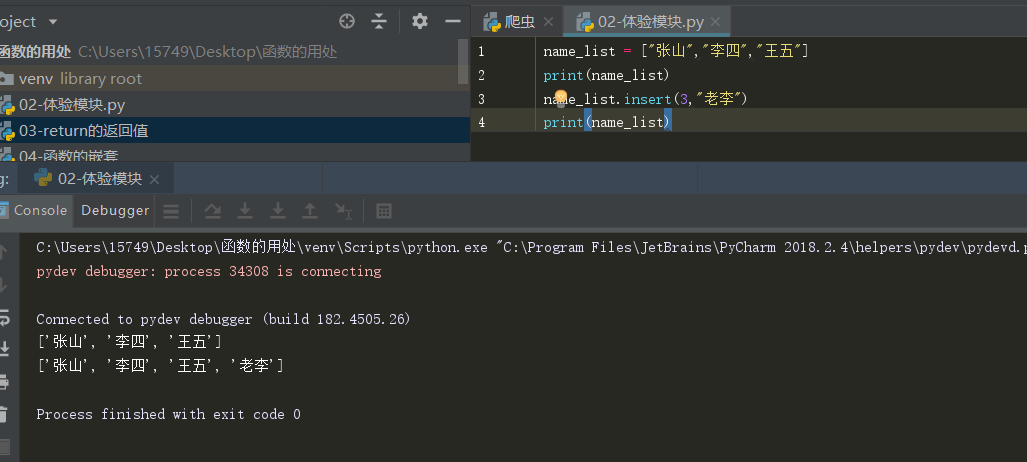 oject
爬虫
02-体验模块.py
函数的用处 C:\Users\15749\Desktop\函数的用处
venv library root
02-体验模块.py
03-return的返回值
04-函数的嵌套
1 name_list = ["张山","李四","王五"]
2 print(name_list)
3 name_list.insert(3,"老李")
4 print(name_list)
g: 02-体验模块
Console Debugger
C:\Users\15749\Desktop\函数的用处\venv\Scripts\python.exe "C:\Program Files\JetBrains\PyCharm 2018.2.4\helpers\pydev\pydevd.p
pydev debugger: process 34308 is connecting
Connected to pydev debugger (build 182.4505.26)
['张山', '李四', '王五']
['张山', '李四', '王五', '老李']
Process finished with exit code 0